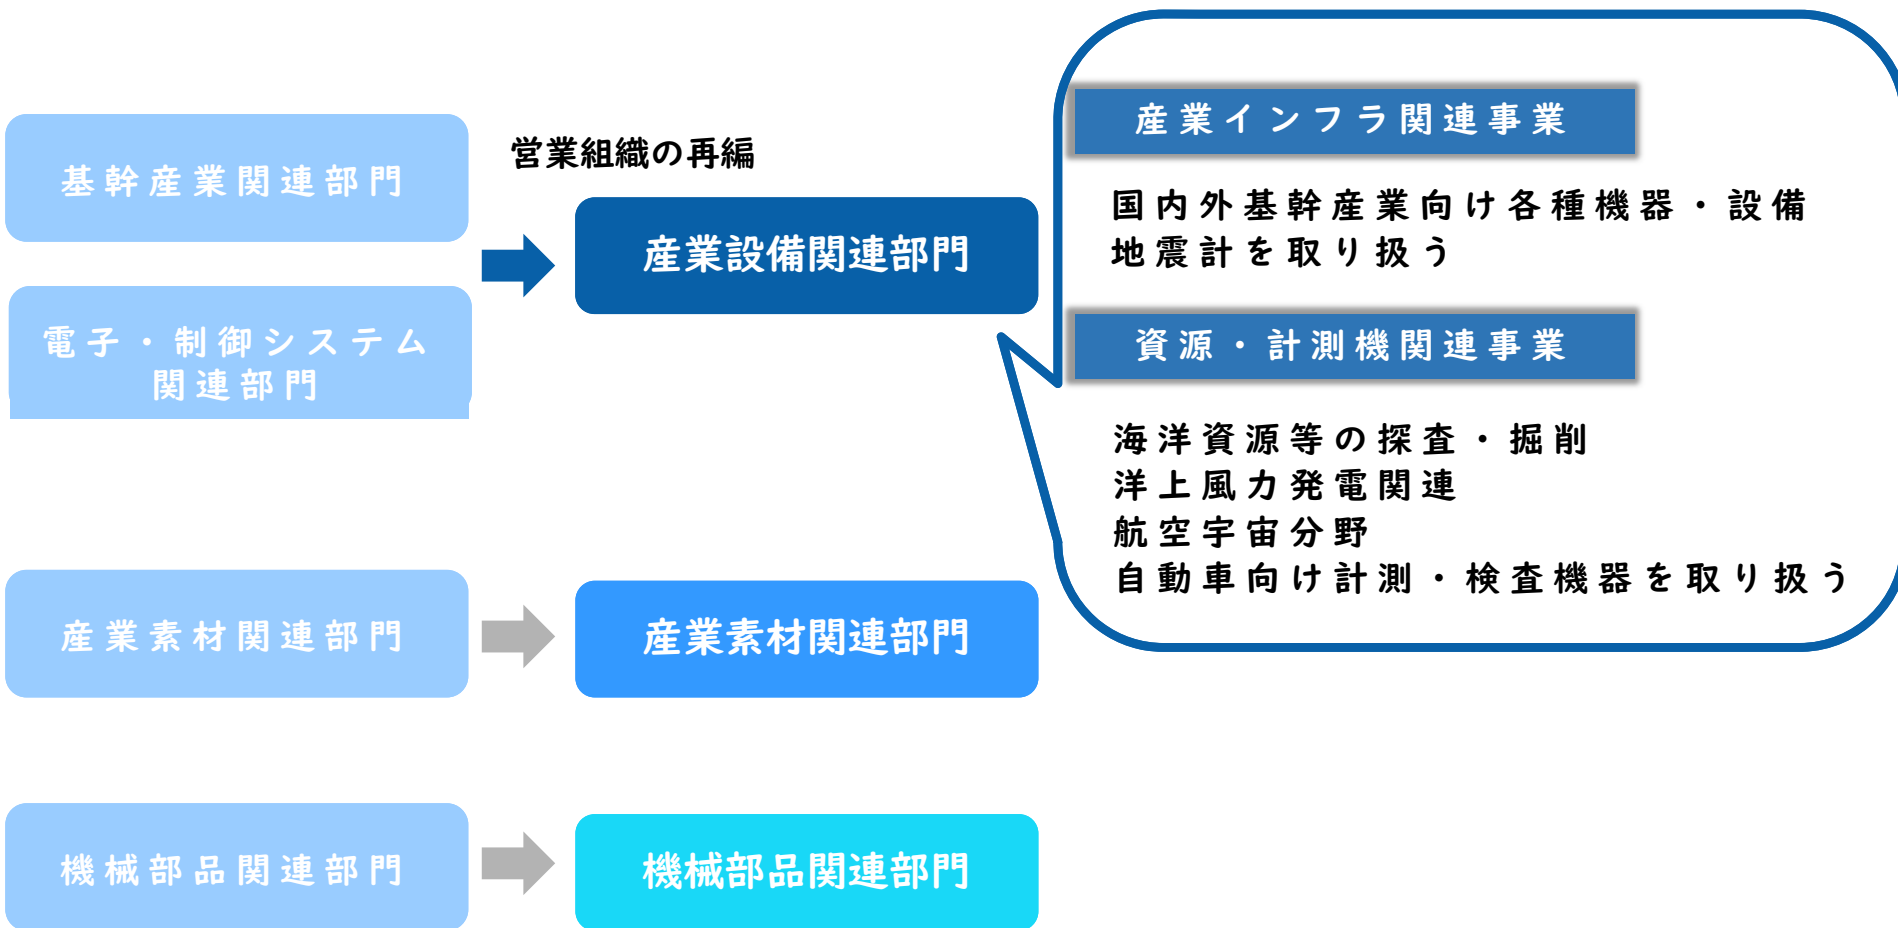 基幹産業関連部門
電子・制御システム
関連部門
営業組織の再編
産業設備関連部門
産業インフラ関連事業
国内外基幹産業向け各種機器・設備
地震計を取り扱う
資源・計測機関連事業
海洋資源等の探査・掘削
洋上風力発電関連
航空宇宙分野
自動車向け計測・検査機器を取り扱う
産業素材関連部門
産業素材関連部門
機械部品関連部門
機械部品関連部門